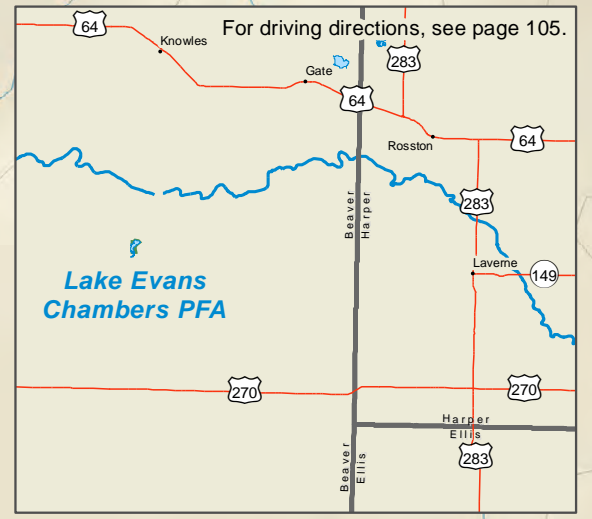 For driving directions, see page 105.
64
Knowles
283
Gate
64
Rosston
64
Beaver
Harper
283
Laverne
149
Lake Evans
Chambers PFA
270
270
Harper
Ellis
Beaver
Ellis
283